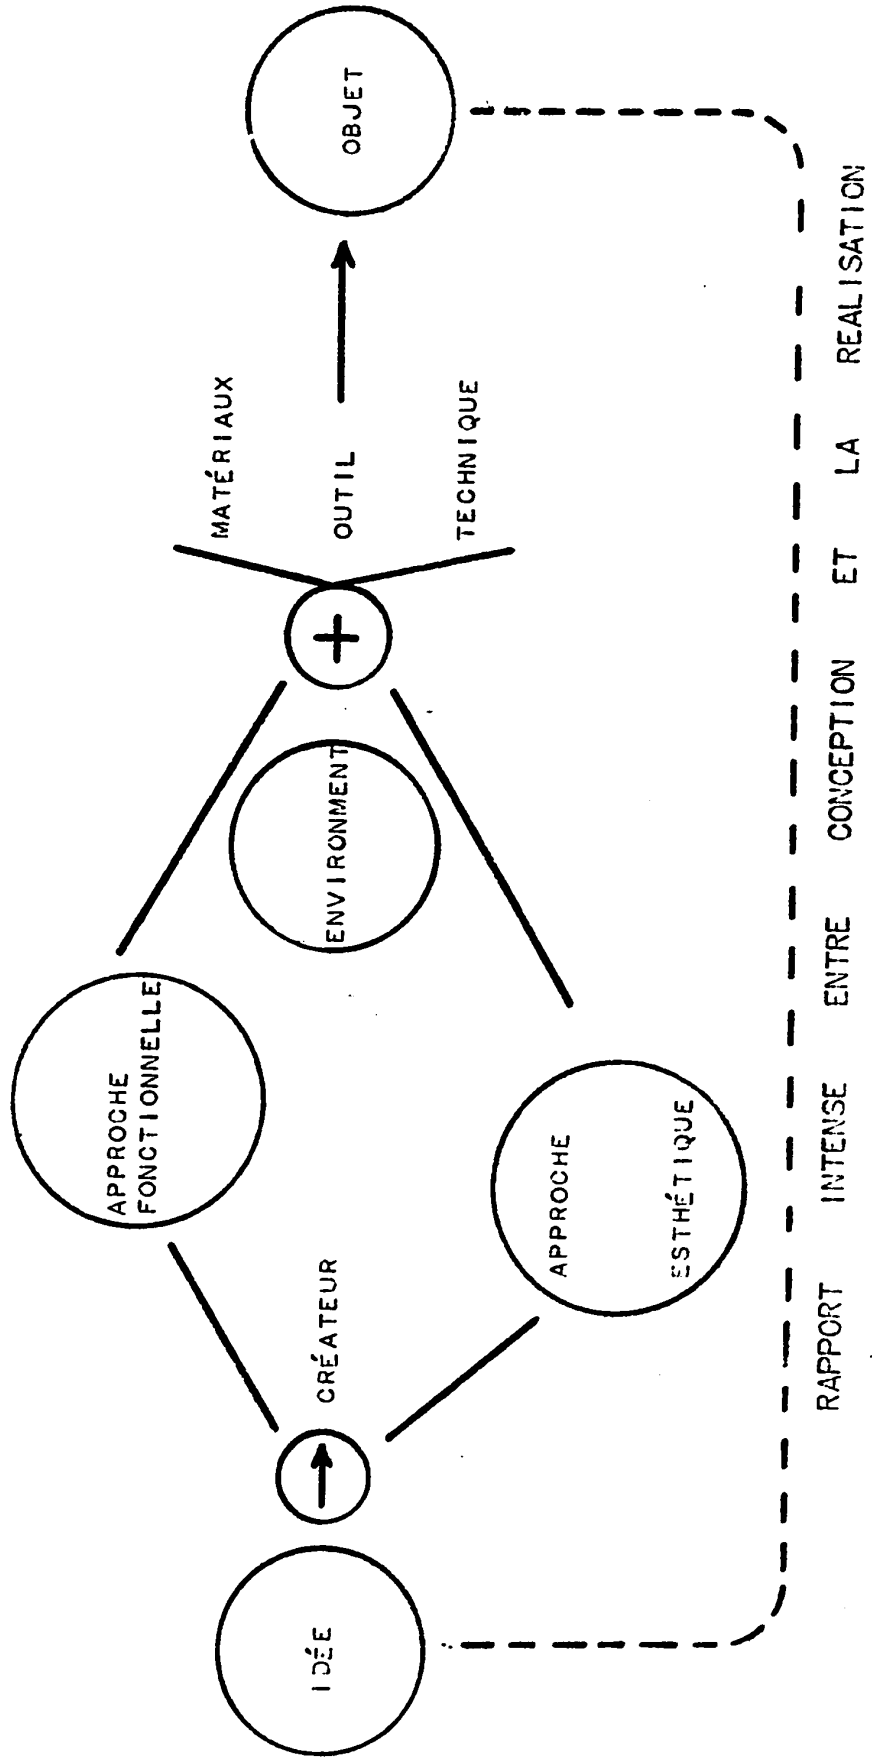 IDÉE
CRÉATEUR
APPROCHE
FONCTIONNELLE
APPROCHE
ESTHÉTIQUE
ENVIRONMENT
+
MATÉRIAUX
OUTIL
TECHNIQUE
OBJET
RAPPORT INTENSE ENTRE CONCEPTION ET LA REALISATION